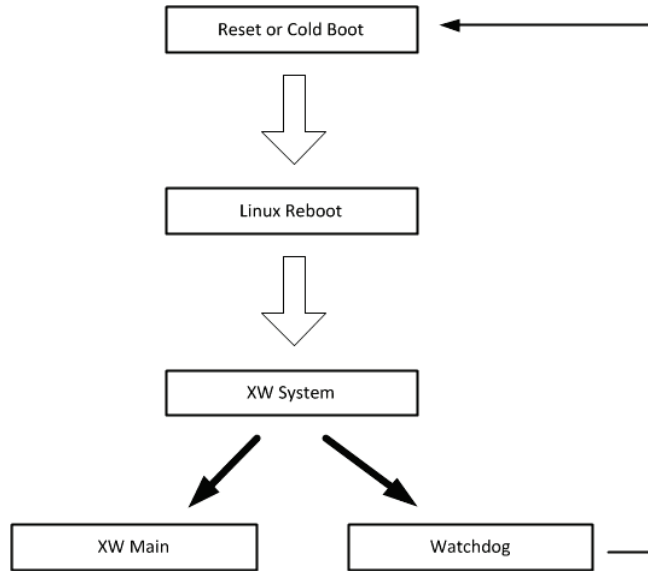 Reset or Cold Boot
Linux Reboot
XW System
XW Main
Watchdog